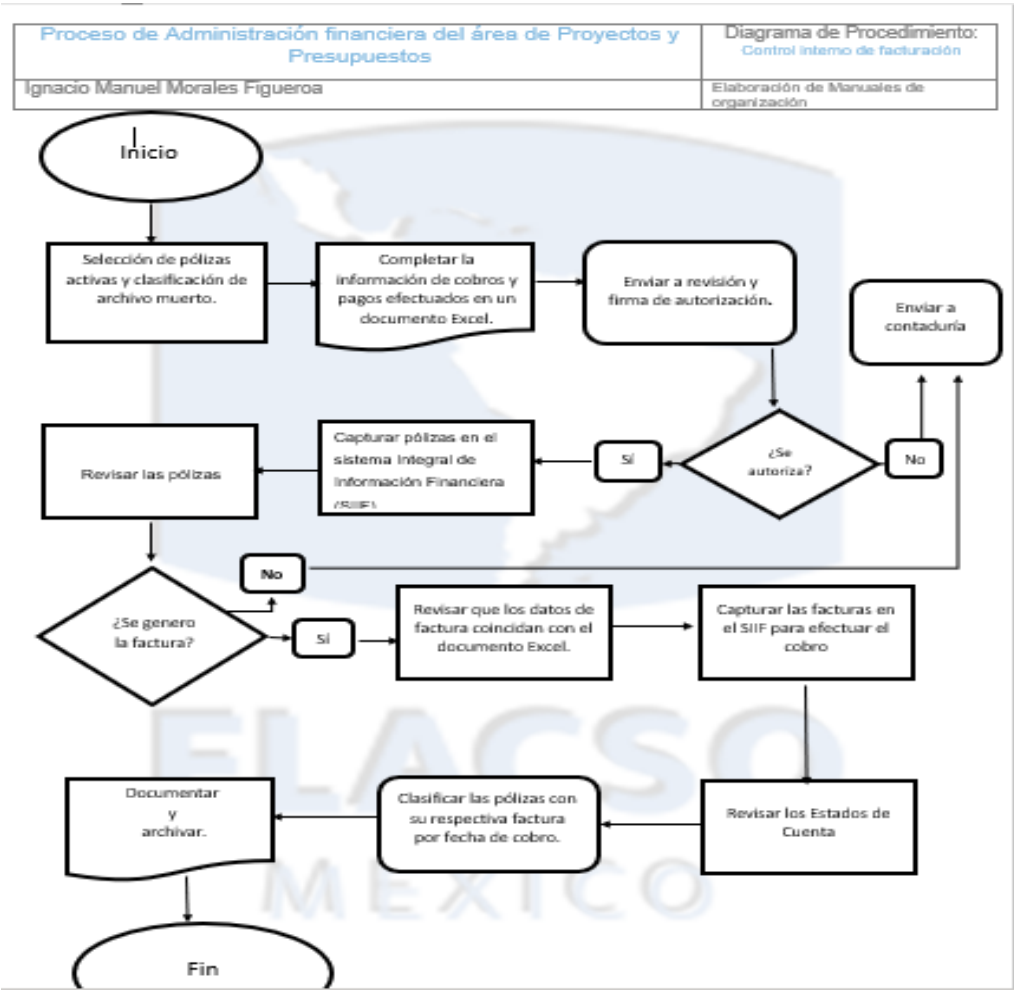 Proceso de Administración financiera del área de Proyectos y
Presupuestos
Diagrama de Procedimiento:
Control interno de facturación
Ignacio Manuel Morales Figueroa
Elaboración de Manuales de
organización
Inicio
Selección de pólizas
activas y clasificación de
archivo muerto.
Completar la
información de cobros y
pagos efectuados en un
documento Excel.
Enviar a revisión y
firma de autorización.
Enviar a
contaduría
Revisar las pólizas
Capturar pólizas en el
sistema Integral de
Información Financiera
(SIIF)
Sí
¿Se
autoriza?
No
No
¿Se genero
la factura?
Sí
Revisar que los datos de
factura coincidan con el
documento Excel.
Capturar las facturas en
el SIIF para efectuar el
cobro
Documentar
y
archivar.
Clasificar las pólizas con
su respectiva factura
por fecha de cobro.
Revisar los Estados de
Cuenta
Fin
FLACSO
MÉXICO